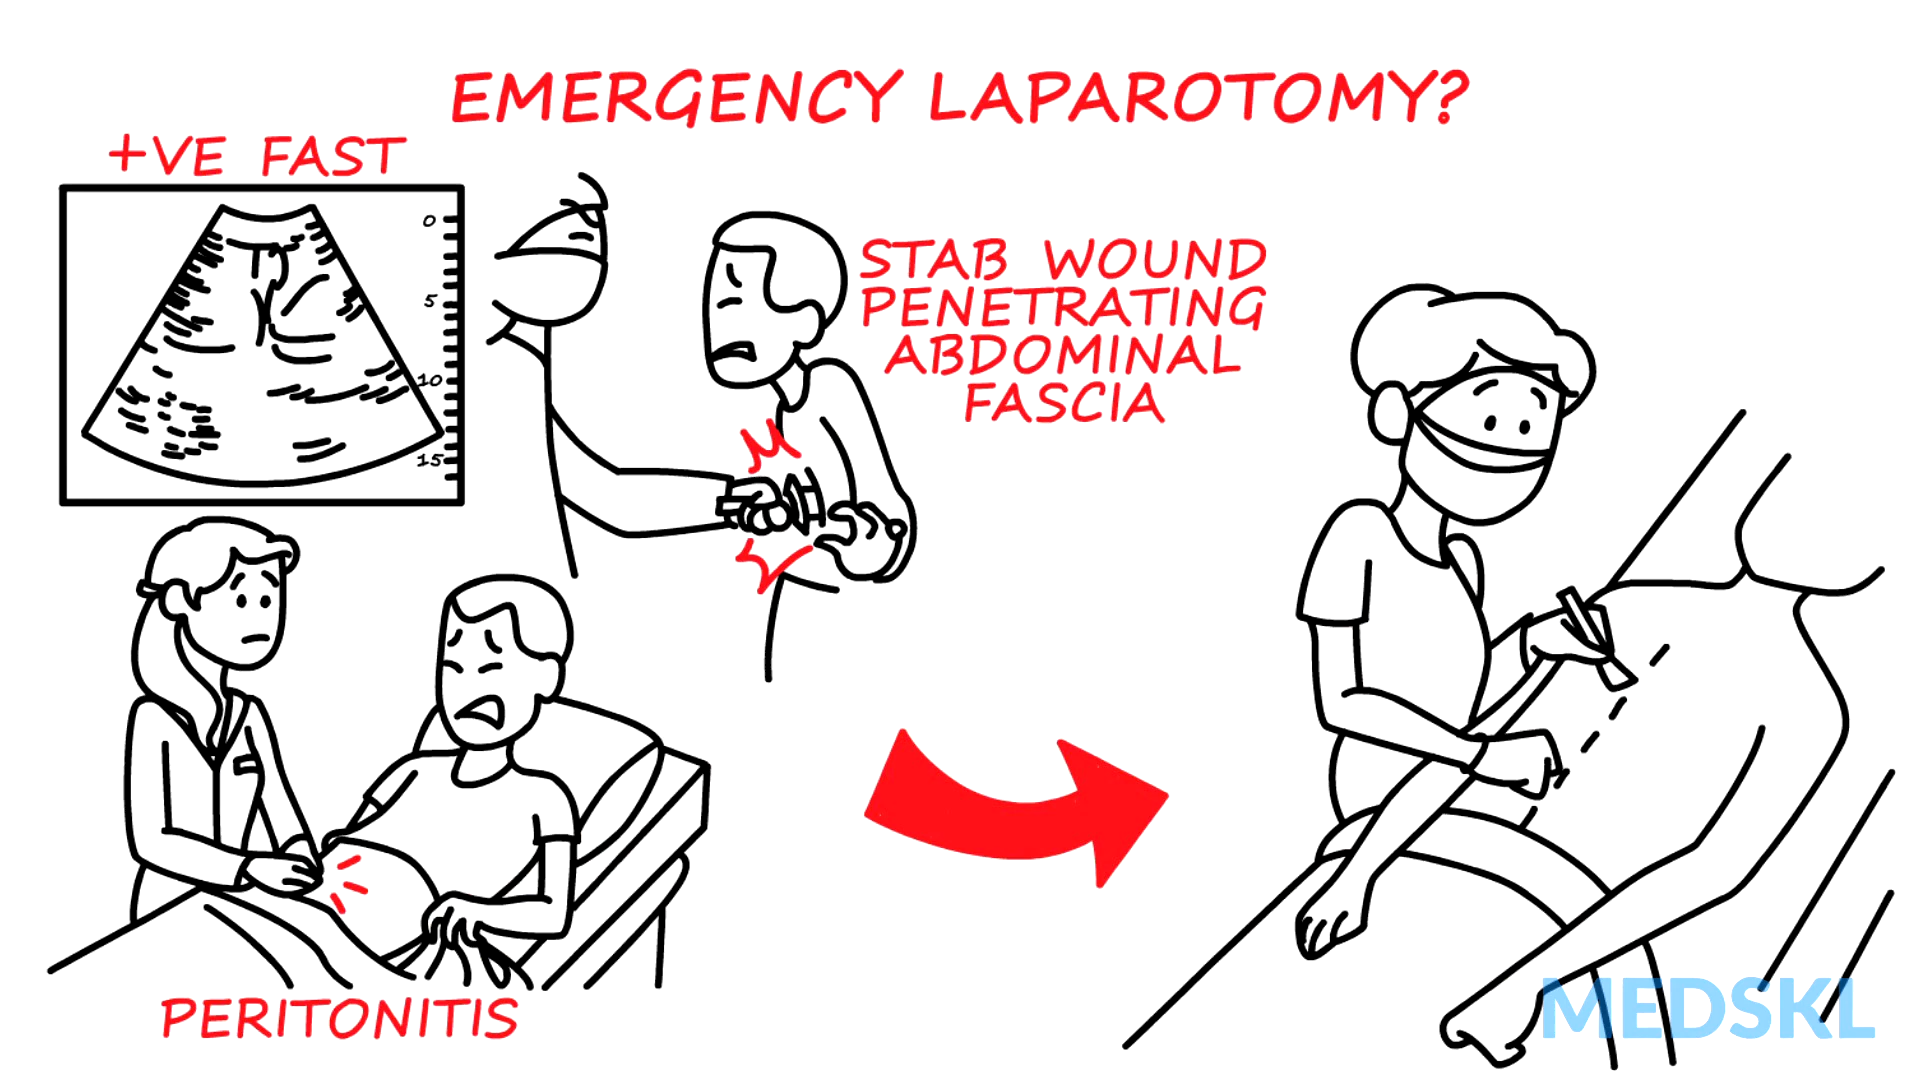 EMERGENCY LAPAROTOMY?
+VE FAST
0
5
10
15
STAB WOUND
PENETRATING
ABDOMINAL
FASCIA
PERITONITIS
MEDSKL